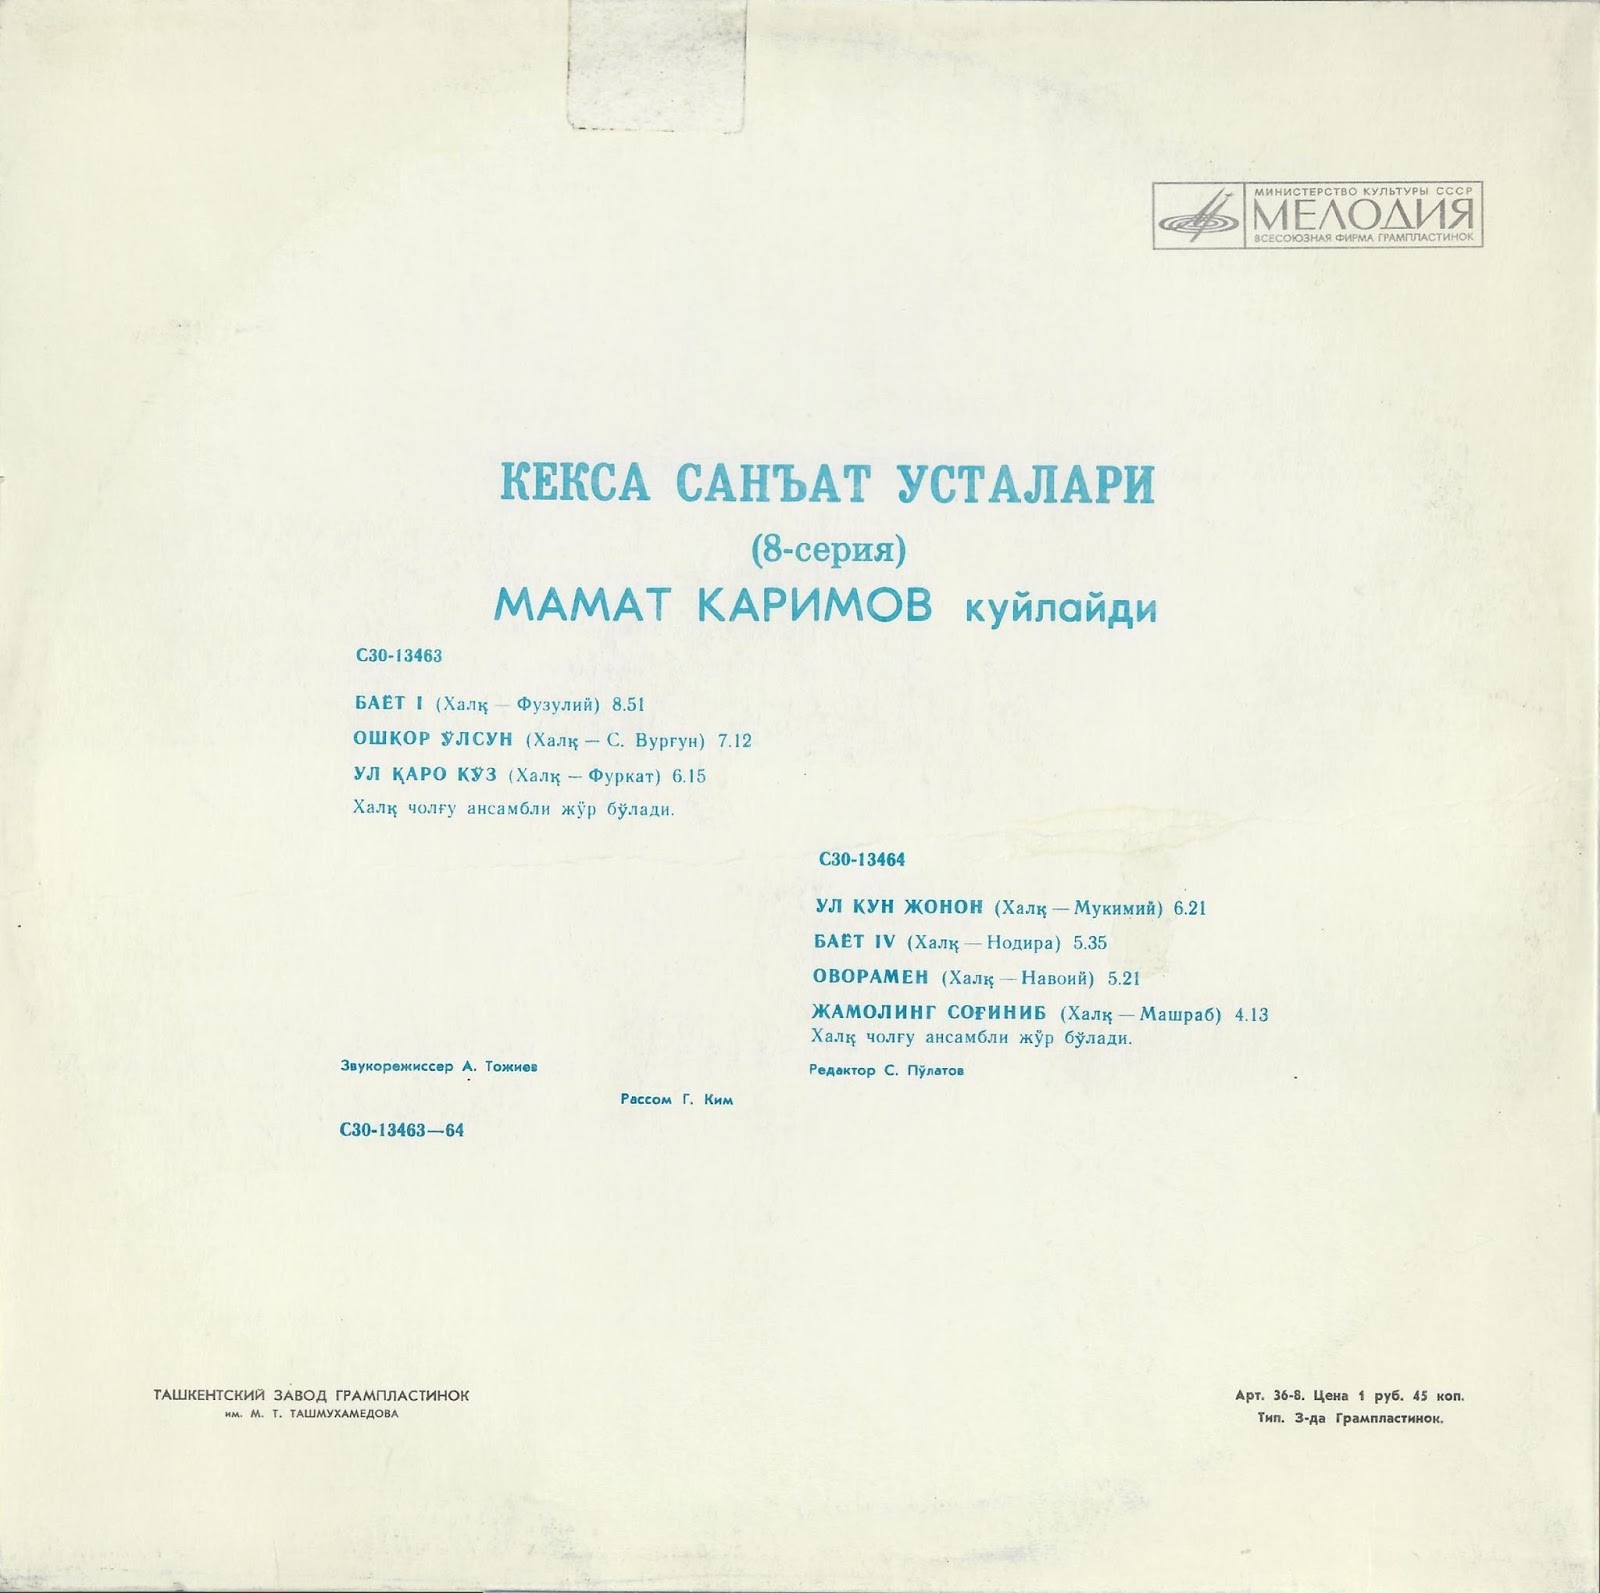 МИНИСТЕРСТВО КУЛЬТУРЫ СССР
МЕЛОДИЯ
ВСЕСОЮЗНАЯ ФИРМА ГРАМПЛАСТИНОК
КЕКСА САНЪАТ УСТАЛАРИ
(8-серия)
МАМАТ КАРИМОВ куйлайди
С30-13463
БАЁТ I (Халқ — Фузулий) 8.51
ОШКОР ЎЛСУН (Халқ — С. Вургун) 7.12
УЛ ҚАРО КЎЗ (Халқ — Фуркат) 6.15
Халқ чолғу ансамбли жўр бўлади.
С30-13464
УЛ КУН ЖОНОН (Халқ — Мукимий) 6.21
БАЁТ IV (Халқ — Нодира) 5.35
ОВОРАМЕН (Халқ — Навоий) 5.21
ЖАМОЛИНГ СОҒИНИБ (Халқ — Машраб) 4.13
Халқ чолғу ансамбли жўр бўлади.
Звукорежиссер А. Тожиев
Редактор С. Пўлатов
Рассом Г. Ким
С30-13463—64
ТАШКЕНТСКИЙ ЗАВОД ГРАМПЛАСТИНОК
им. М. Т. ТАШМУХАМЕДОВА
Арт. 36-8. Цена 1 руб. 45 коп.
Тип. З-да Грампластинок.